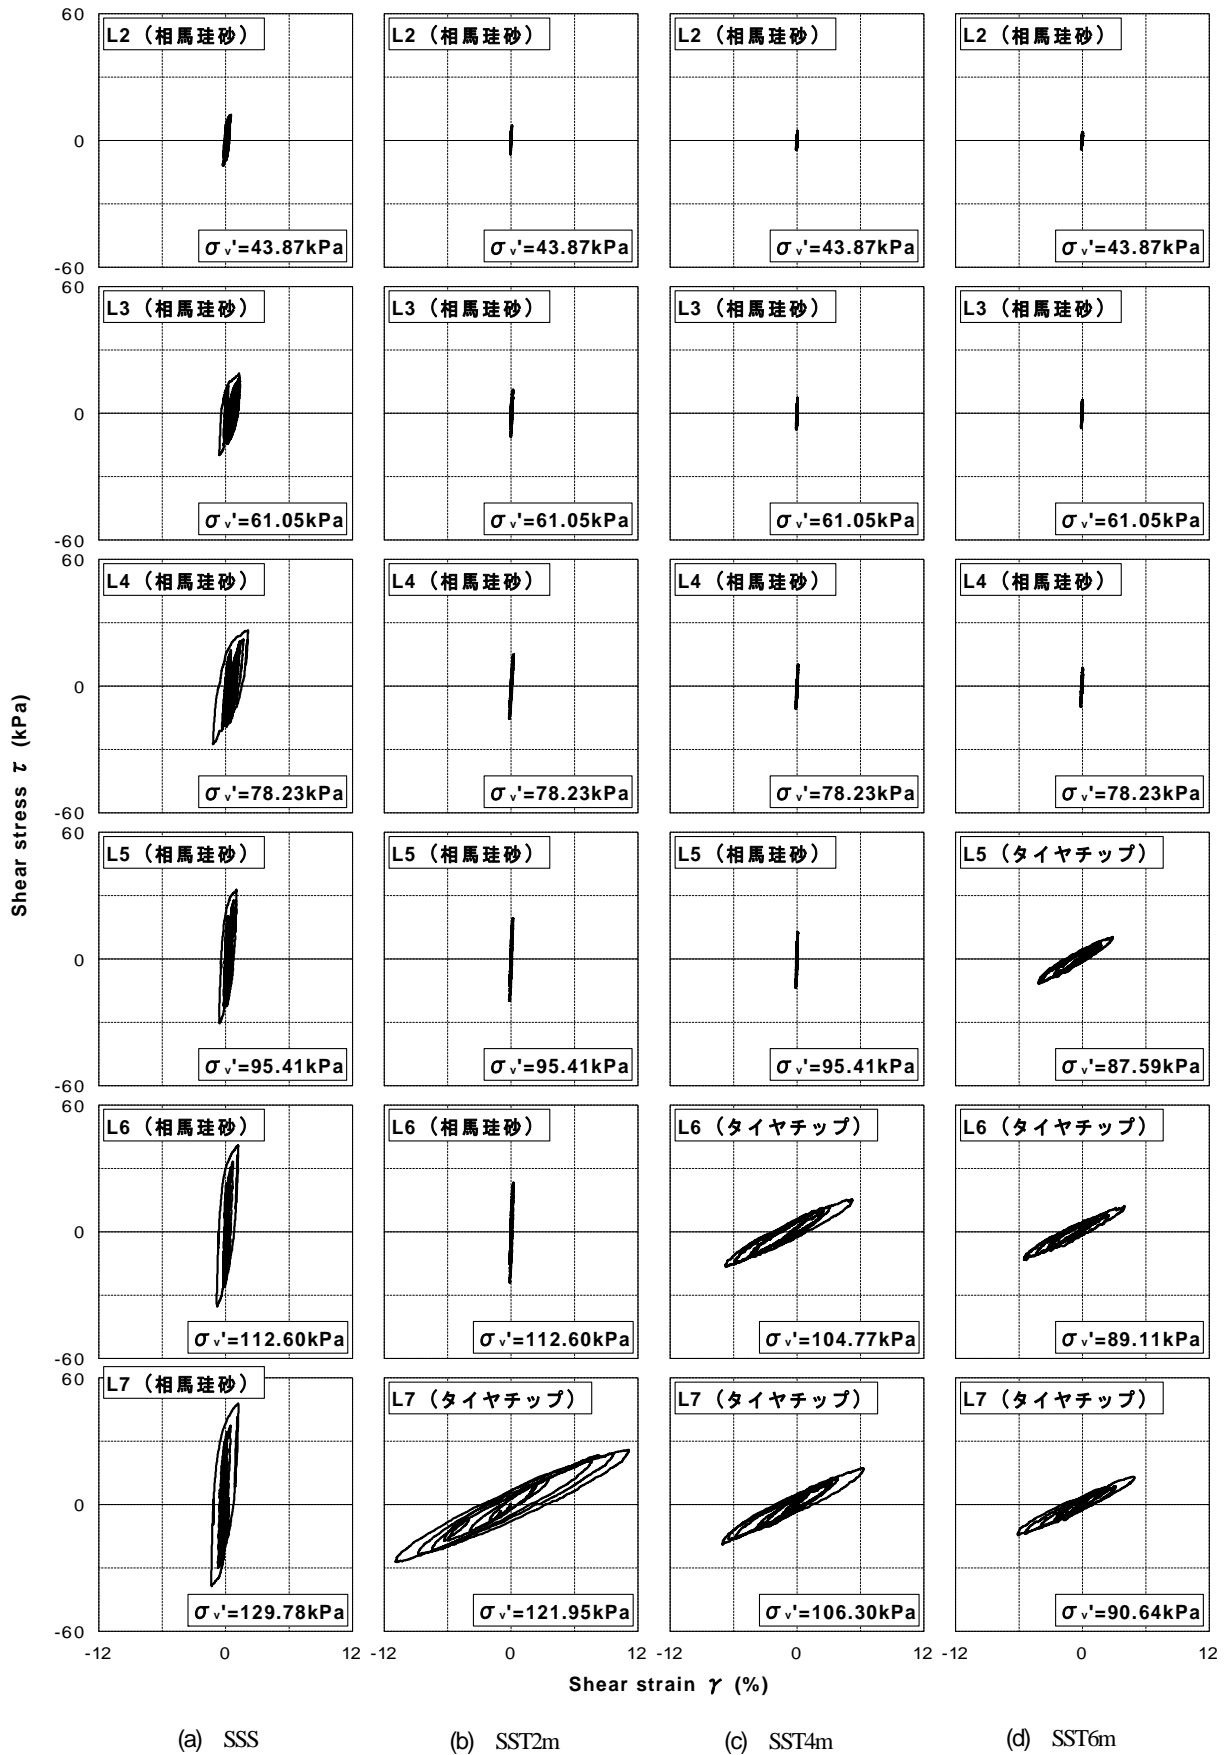 60
L2（相馬珪砂）
L2（相馬珪砂）
L2（相馬珪砂）
L2（相馬珪砂）
0
σv'=43.87kPa
σv'=43.87kPa
σv'=43.87kPa
σv'=43.87kPa
-60
60
L3（相馬珪砂）
L3（相馬珪砂）
L3（相馬珪砂）
L3（相馬珪砂）
0
σv'=61.05kPa
σv'=61.05kPa
σv'=61.05kPa
σv'=61.05kPa
-60
60
L4（相馬珪砂）
L4（相馬珪砂）
L4（相馬珪砂）
L4（相馬珪砂）
0
σv'=78.23kPa
σv'=78.23kPa
σv'=78.23kPa
σv'=78.23kPa
-60
Shear stress τ (kPa)
60
L5（相馬珪砂）
L5（相馬珪砂）
L5（相馬珪砂）
L5（タイヤチップ）
0
σv'=95.41kPa
σv'=95.41kPa
σv'=95.41kPa
σv'=87.59kPa
-60
60
L6（相馬珪砂）
L6（相馬珪砂）
L6（タイヤチップ）
L6（タイヤチップ）
0
σv'=112.60kPa
σv'=112.60kPa
σv'=104.77kPa
σv'=89.11kPa
-60
60
L7（相馬珪砂）
L7（タイヤチップ）
L7（タイヤチップ）
L7（タイヤチップ）
0
σv'=129.78kPa
σv'=121.95kPa
σv'=106.30kPa
σv'=90.64kPa
-60
-12 0 12
-12 0 12
-12 0 12
-12 0 12
Shear strain γ (%)
(a) SSS
(b) SST2m
(c) SST4m
(d) SST6m